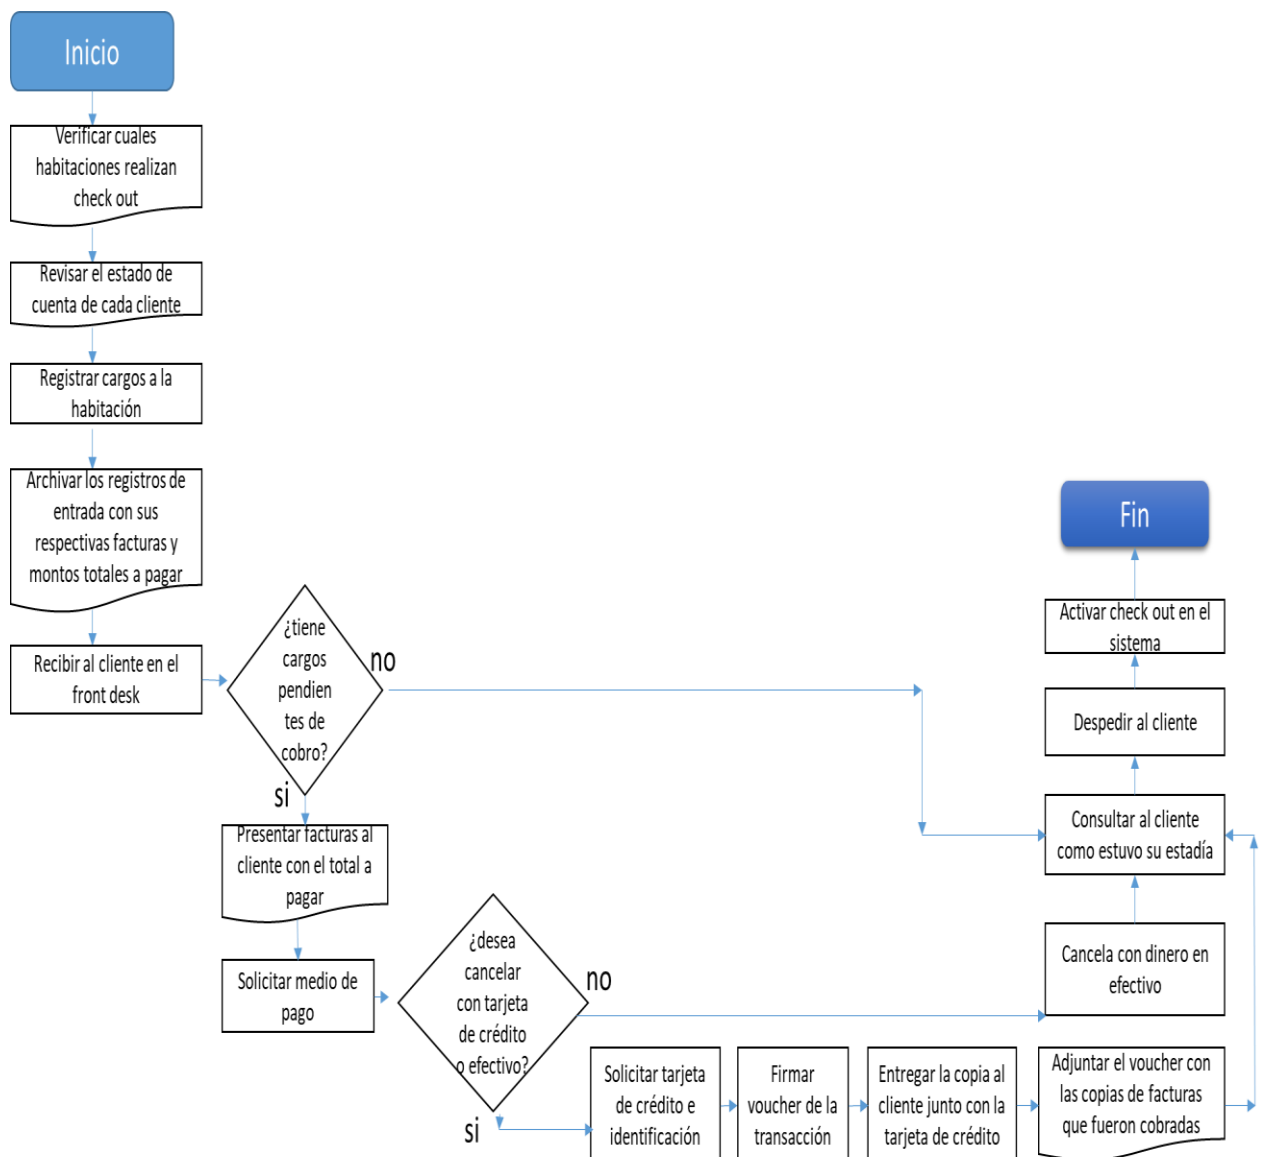 Inicio
Verificar cuales
habitaciones realizan
check out
Revisar el estado de
cuenta de cada cliente
Registrar cargos a la
habitación
Archivar los registros de
entrada con sus
respectivas facturas y
montos totales a pagar
Recibir al cliente en el
front desk
¿tiene
cargos
pendien
tes de
cobro?
no
si
Presentar facturas al
cliente con el total a
pagar
Solicitar medio de
pago
¿desea
cancelar
con tarjeta
de crédito
o efectivo?
no
si
Solicitar tarjeta
de crédito e
identificación
Firmar
voucher de la
transacción
Entregar la copia al
cliente junto con la
tarjeta de crédito
Adjuntar el voucher con
las copias de facturas
que fueron cobradas
Cancela con dinero en
efectivo
Consultar al cliente
como estuvo su estadía
Despedir al cliente
Activar check out en el
sistema
Fin